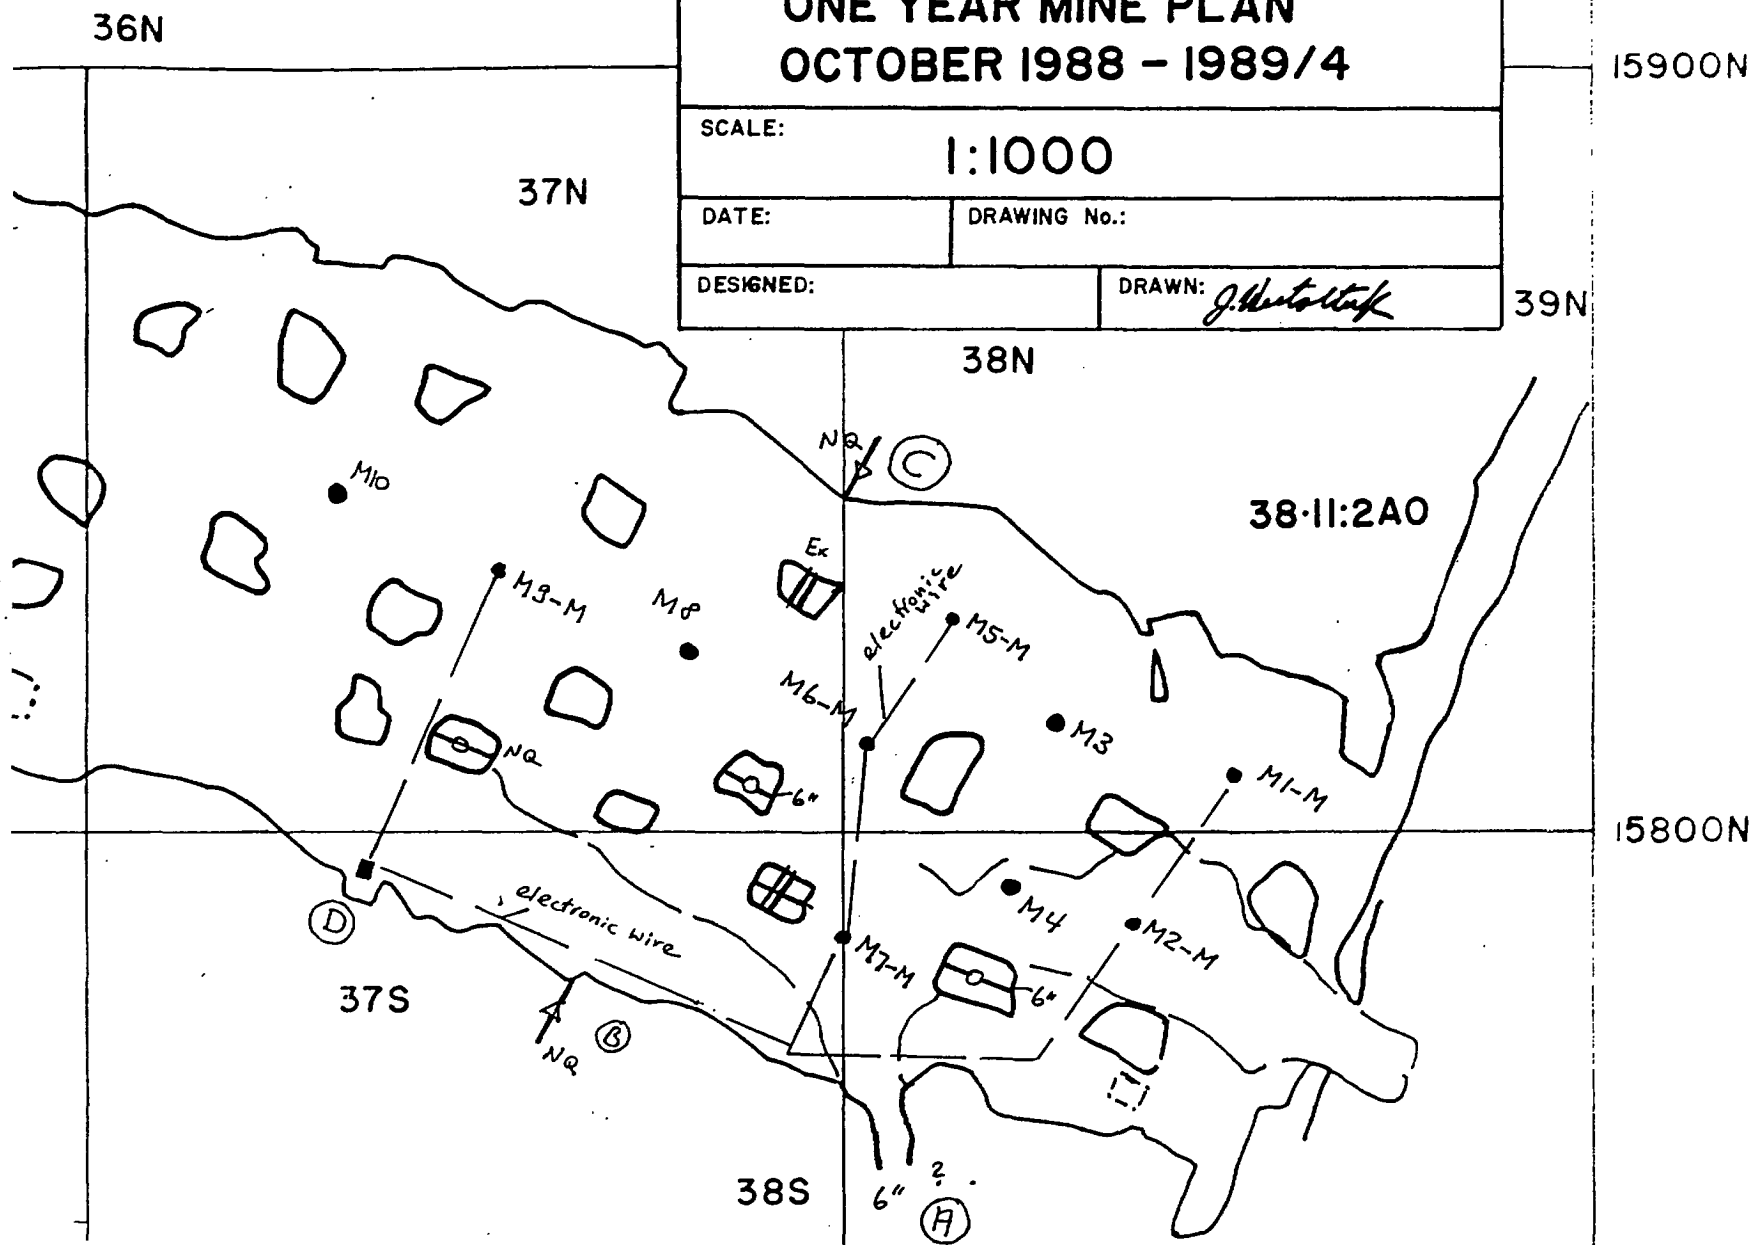 36N
ONE YEAR MINE PLAN
OCTOBER 1988 - 1989/4
15900N
SCALE:
1:1000
37N
DATE:
DRAWING No.:
DESIGNED:
DRAWN:
39N
38N
NQ
C
M10
38·11:2A0
Ex
M9-M
M8
electronic
wire
M5-M
M6-M
M3
NQ
6"
M1-M
15800N
electronic wire
M4
M2-M
D
M7-M
37S
6"
B
NQ
38S
6"
?
A